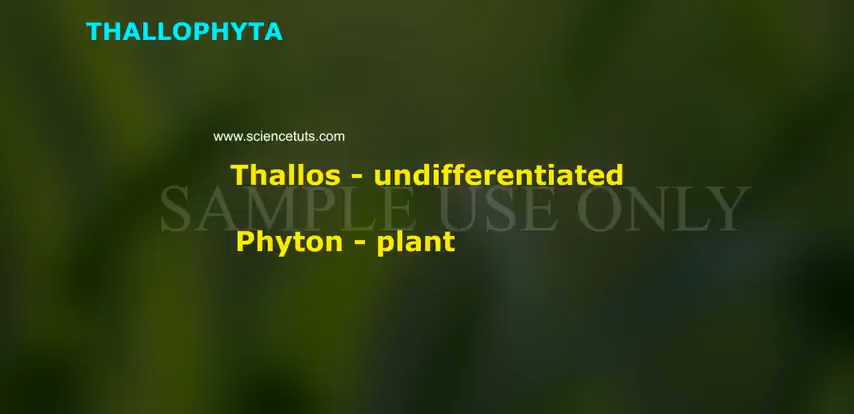 THALLOPHYTA
www.sciencetuts.com
Thallos - undifferentiated
SAMPLE USE ONLY
Phyton - plant